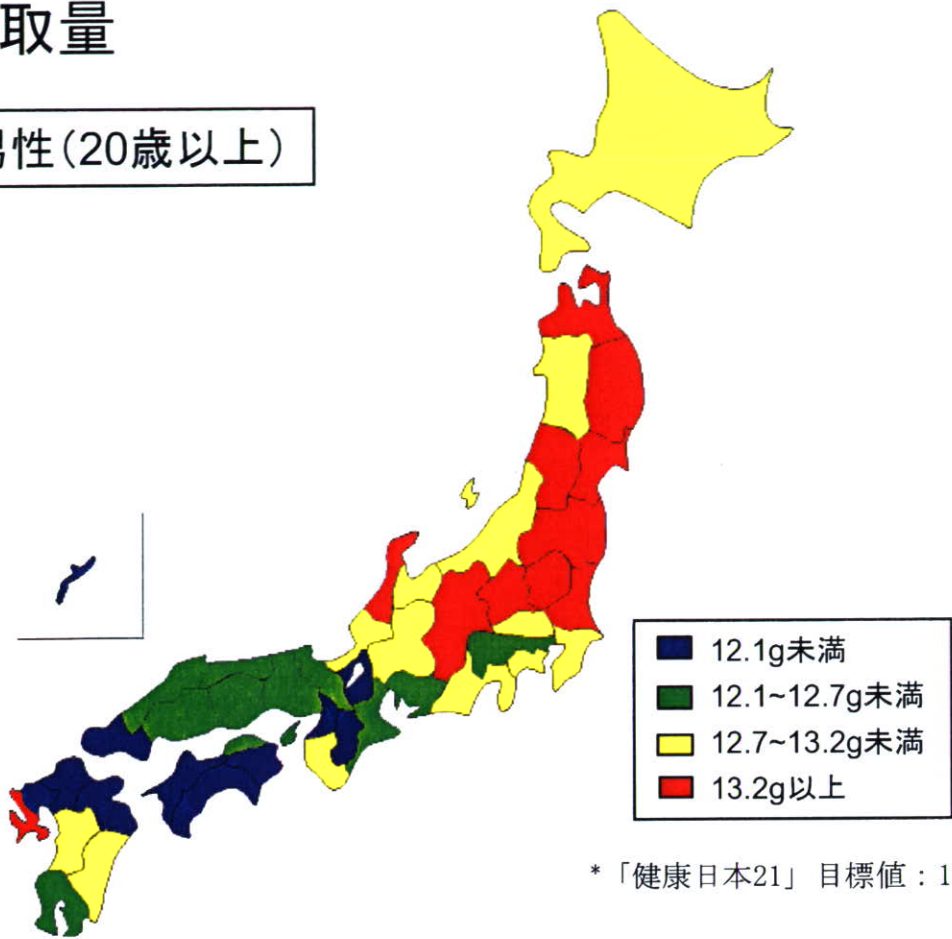 取量
男性(20歳以上)
12.1g未満
12.1~12.7g未満
12.7~13.2g未満
13.2g以上
*「健康日本21」目標値:1